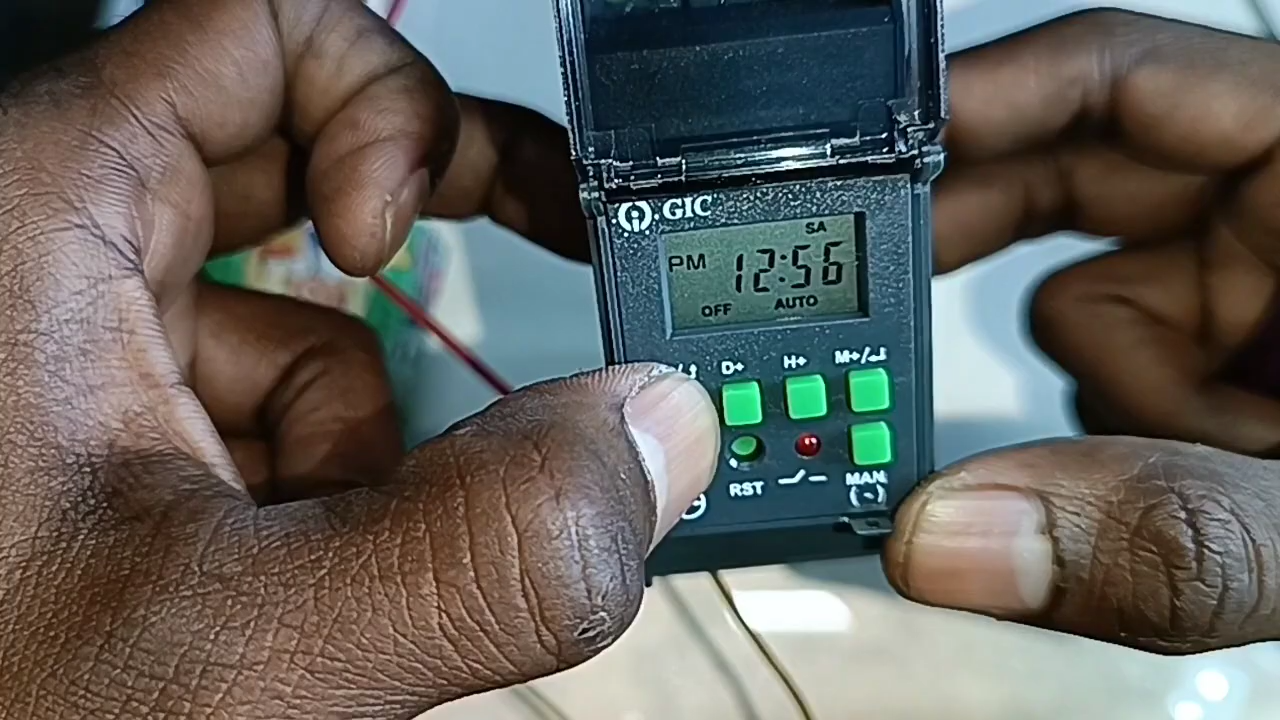 GIC
SA
PM 12:56
OFF AUTO
D+ H+ M+/↲
RST MAN
(-)